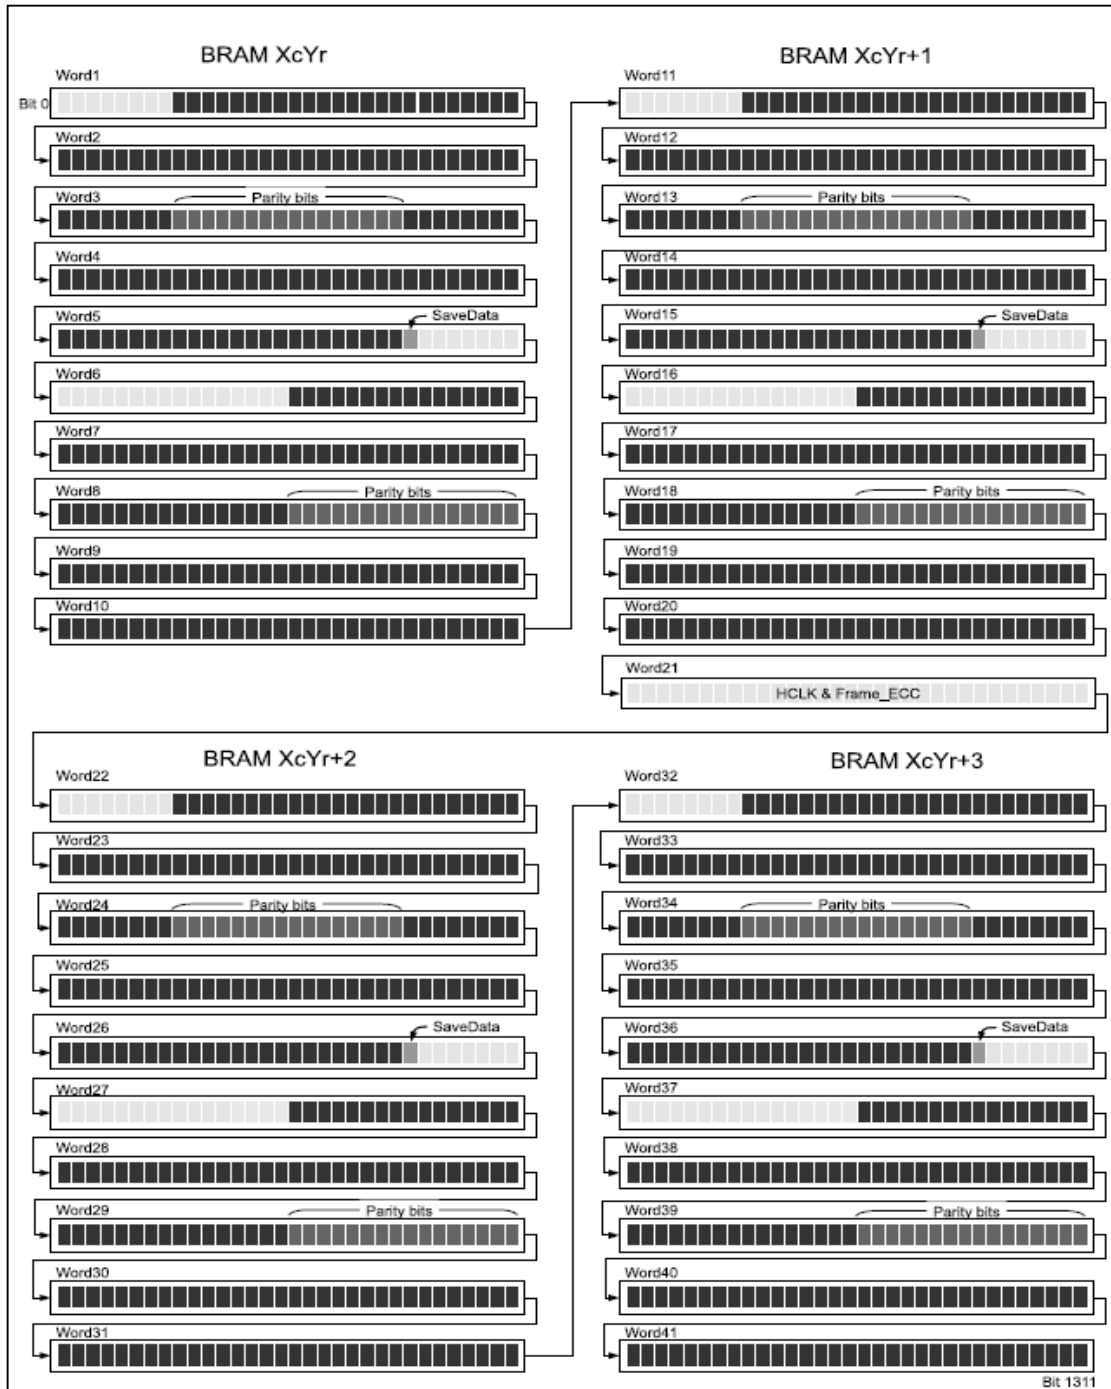 BRAM XcYr
Word1
Bit 0
Word2
Word3
Parity bits
Word4
Word5
SaveData
Word6
Word7
Word8
Parity bits
Word9
Word10
BRAM XcYr+1
Word11
Word12
Word13
Parity bits
Word14
Word15
SaveData
Word16
Word17
Word18
Parity bits
Word19
Word20
Word21
HCLK & Frame_ECC
BRAM XcYr+2
Word22
Word23
Word24
Parity bits
Word25
Word26
SaveData
Word27
Word28
Word29
Parity bits
Word30
Word31
BRAM XcYr+3
Word32
Word33
Word34
Parity bits
Word35
Word36
SaveData
Word37
Word38
Word39
Parity bits
Word40
Word41
Bit 1311